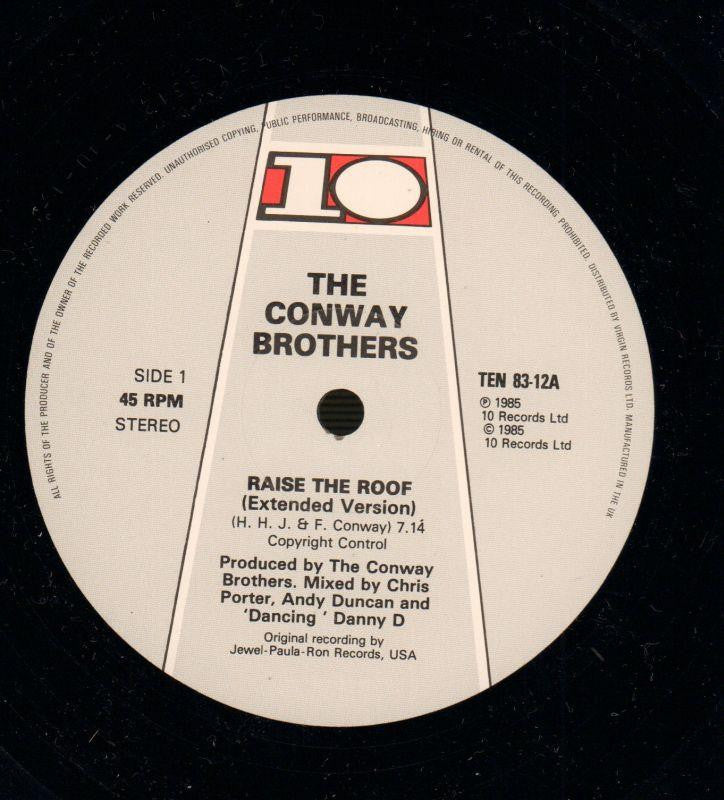 ALL RIGHTS OF THE PRODUCER AND OF THE OWNER OF THE RECORDED WORK RESERVED. UNAUTHORISED COPYING, PUBLIC PERFORMANCE, BROADCASTING, HIRING OR RENTAL OF THIS RECORDING PROHIBITED. DISTRIBUTED BY VIRGIN RECORDS LTD. MANUFACTURED IN THE UK
10
THE
CONWAY
BROTHERS
SIDE 1
45 RPM
STEREO
TEN 83-12A
℗ 1985
10 Records Ltd
© 1985
10 Records Ltd
RAISE THE ROOF
(Extended Version)
(H. H. J. & F. Conway) 7.14
Copyright Control
Produced by The Conway
Brothers. Mixed by Chris
Porter, Andy Duncan and
'Dancing ' Danny D
Original recording by
Jewel-Paula-Ron Records, USA